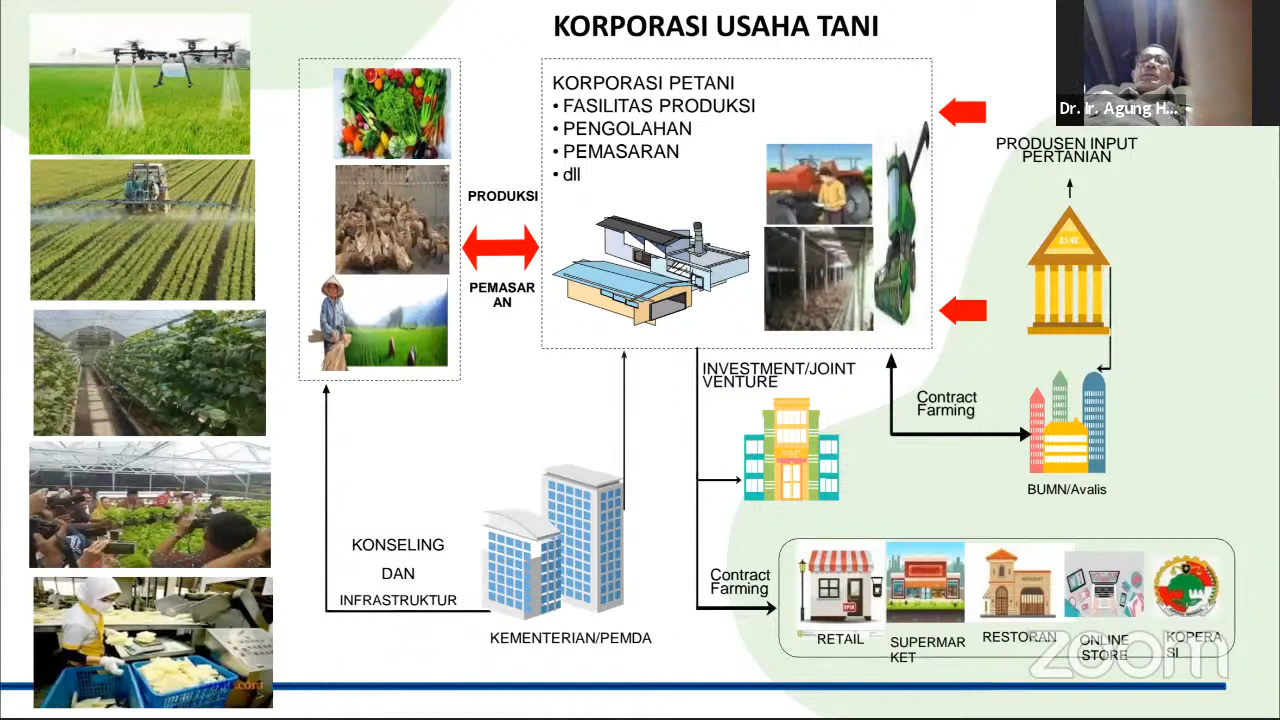 KORPORASI USAHA TANI
Dr. Ir. Agung H...
KORPORASI PETANI
• FASILITAS PRODUKSI
• PENGOLAHAN
• PEMASARAN
• dll
PRODUKSI
PEMASAR
AN
PRODUSEN INPUT
PERTANIAN
BANK
INVESTMENT/JOINT
VENTURE
Contract
Farming
BUMN/Avalis
KONSELING
DAN
INFRASTRUKTUR
KEMENTERIAN/PEMDA
Contract
Farming
OPEN
RETAIL
SUPERMAR
KET
RESTORAN
ONLINE
STORE
KOPERA
SI
zoom